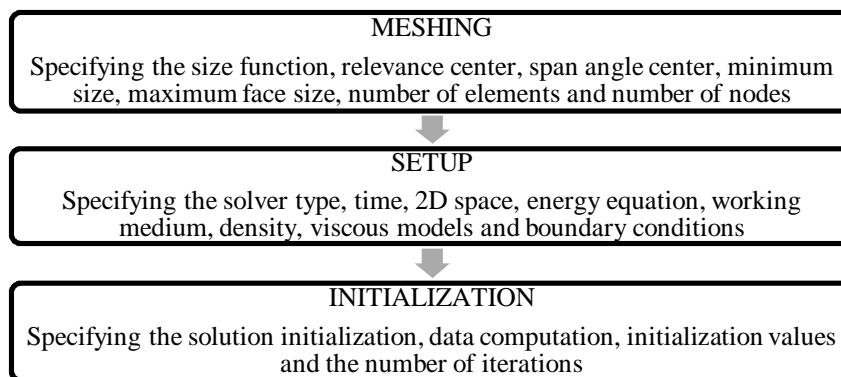 MESHING
Specifying the size function, relevance center, span angle center, minimum
size, maximum face size, number of elements and number of nodes
SETUP
Specifying the solver type, time, 2D space, energy equation, working
medium, density, viscous models and boundary conditions
INITIALIZATION
Specifying the solution initialization, data computation, initialization values
and the number of iterations